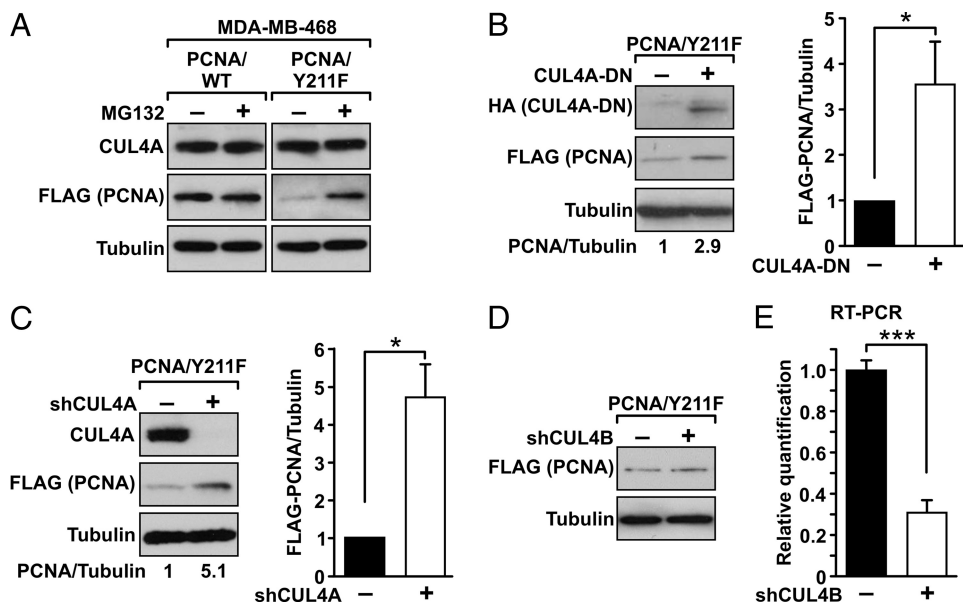 A
MDA-MB-468
PCNA/ WT
PCNA/ Y211F
MG132 – + – +
CUL4A
FLAG (PCNA)
Tubulin
B
PCNA/Y211F
CUL4A-DN – +
HA (CUL4A-DN)
FLAG (PCNA)
Tubulin
PCNA/Tubulin 1 2.9
*
FLAG-PCNA/Tubulin
5
4
3
2
1
0
CUL4A-DN – +
C
PCNA/Y211F
shCUL4A – +
CUL4A
FLAG (PCNA)
Tubulin
PCNA/Tubulin 1 5.1
*
FLAG-PCNA/Tubulin
6
5
4
3
2
1
0
shCUL4A – +
D
PCNA/Y211F
shCUL4B – +
FLAG (PCNA)
Tubulin
E
RT-PCR
***
Relative quantification
1.0
0.8
0.6
0.4
0.2
0
shCUL4B – +